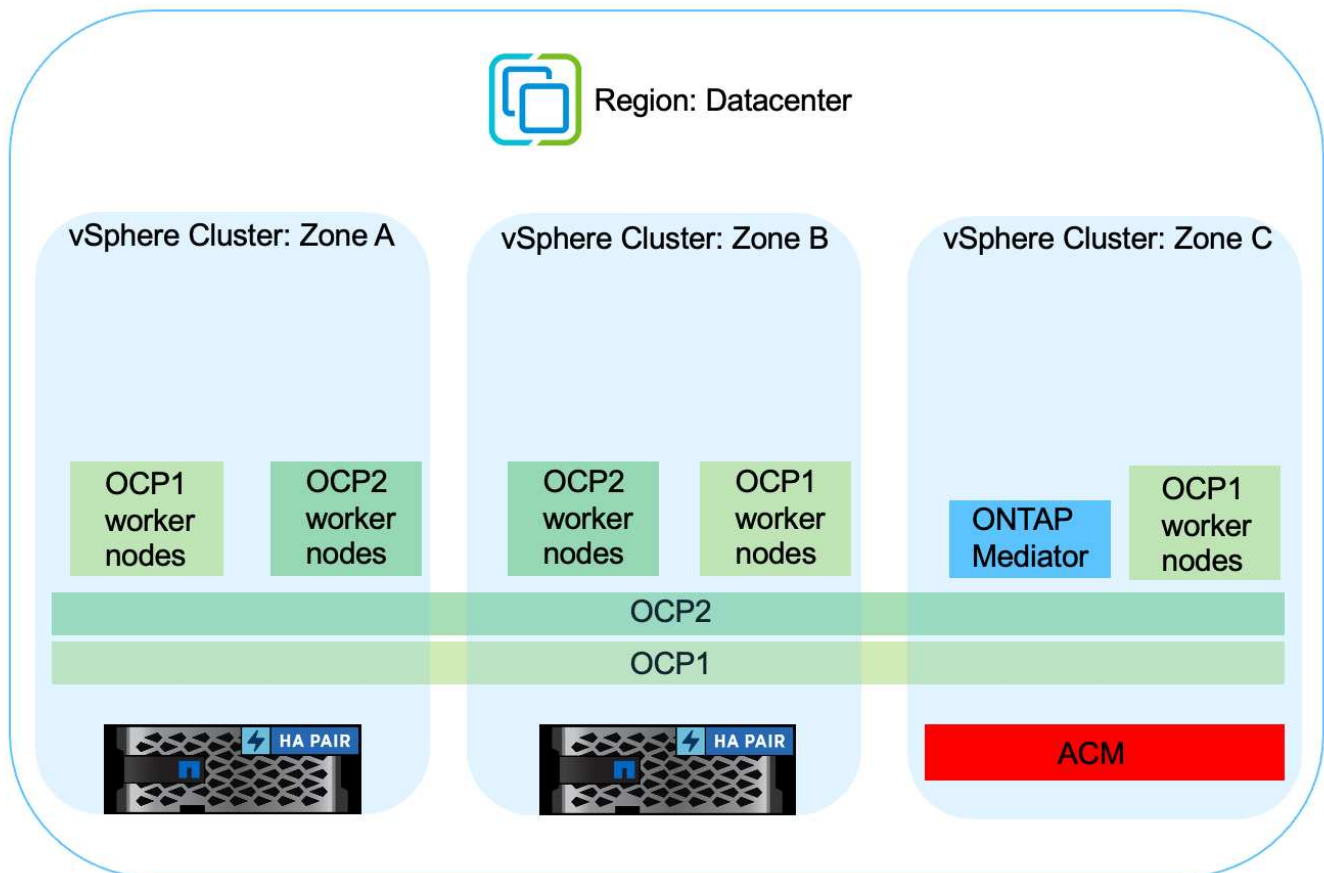 Region: Datacenter
vSphere Cluster: Zone A
vSphere Cluster: Zone B
vSphere Cluster: Zone C
OCP1
worker
nodes
OCP2
worker
nodes
OCP2
worker
nodes
OCP1
worker
nodes
ONTAP
Mediator
OCP1
worker
nodes
OCP2
OCP1
HA PAIR
HA PAIR
ACM